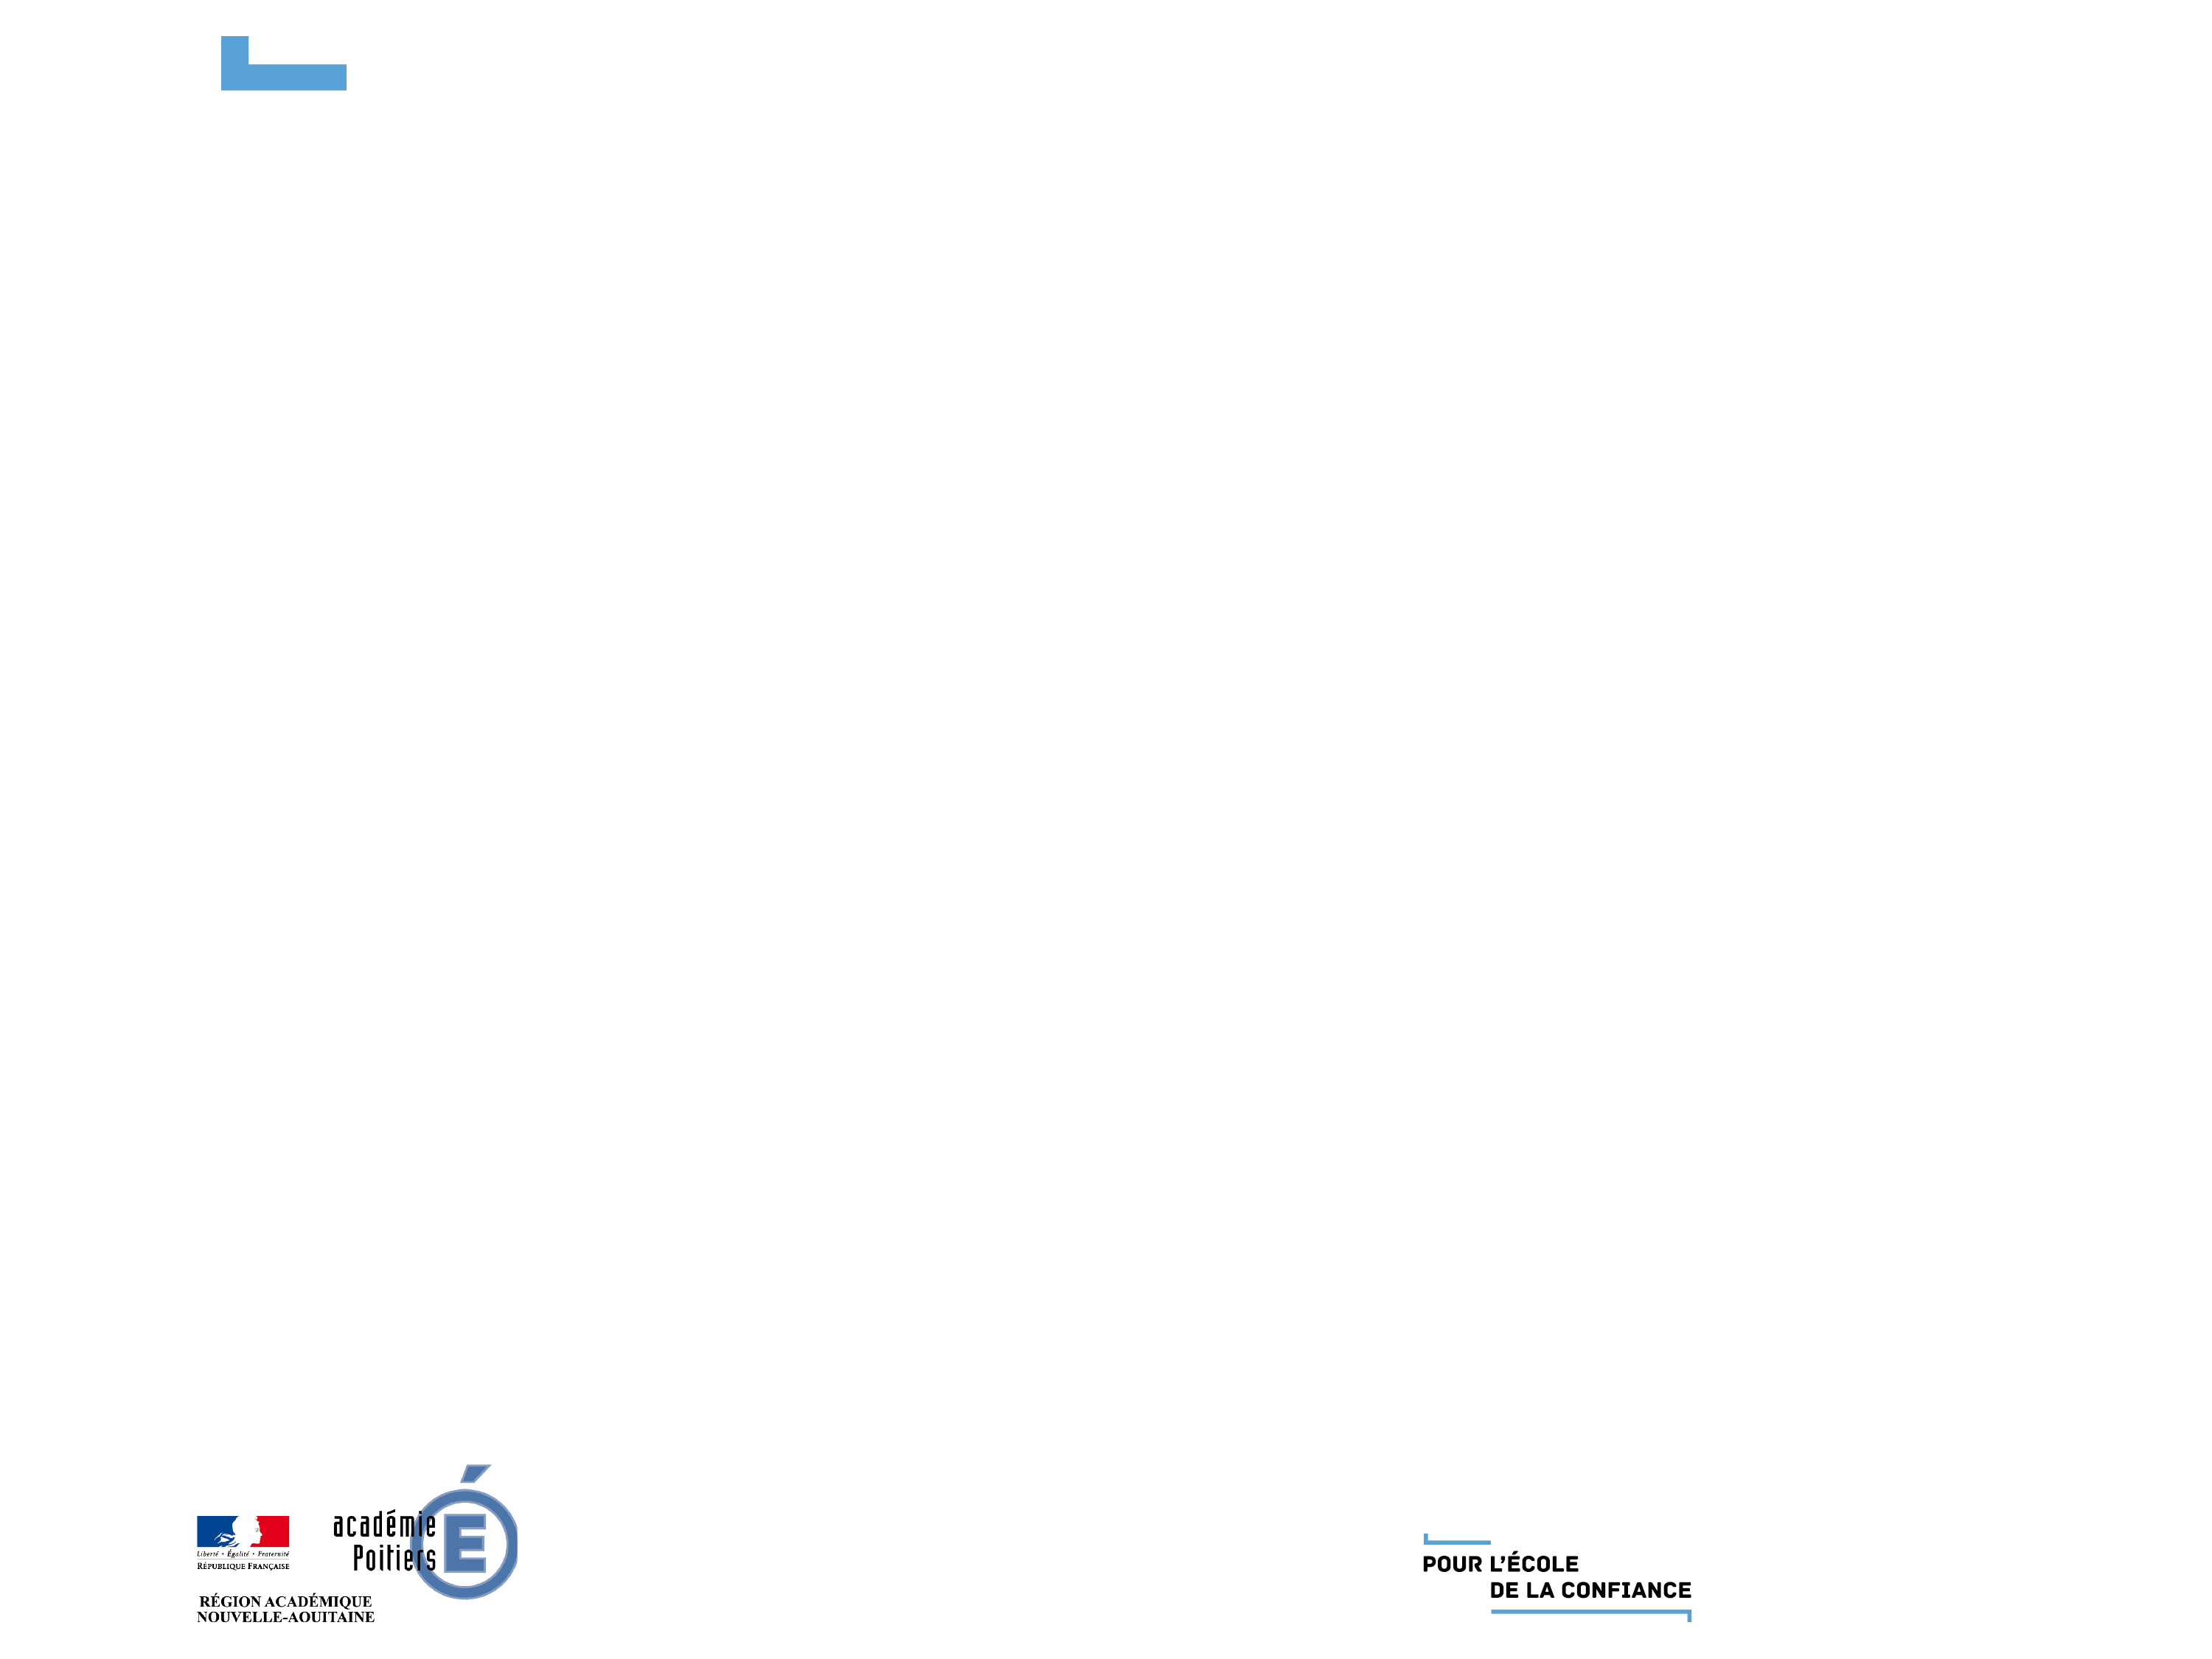 Liberté • Égalité • Fraternité
RÉPUBLIQUE FRANÇAISE
RÉGION ACADÉMIQUE
NOUVELLE-AQUITAINE
académie
Poitiers
É
POUR L’ÉCOLE
DE LA CONFIANCE